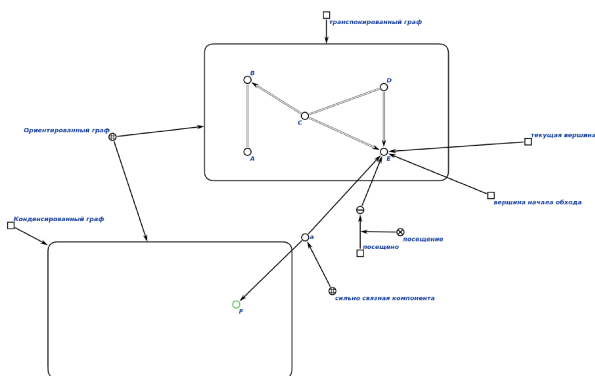 транспонированный граф
B
D
C
Ориентированный граф
текущая вершина
A
E
вершина начала обхода
Конденсированный граф
a
посещение
посещено
сильно связная компонента
F